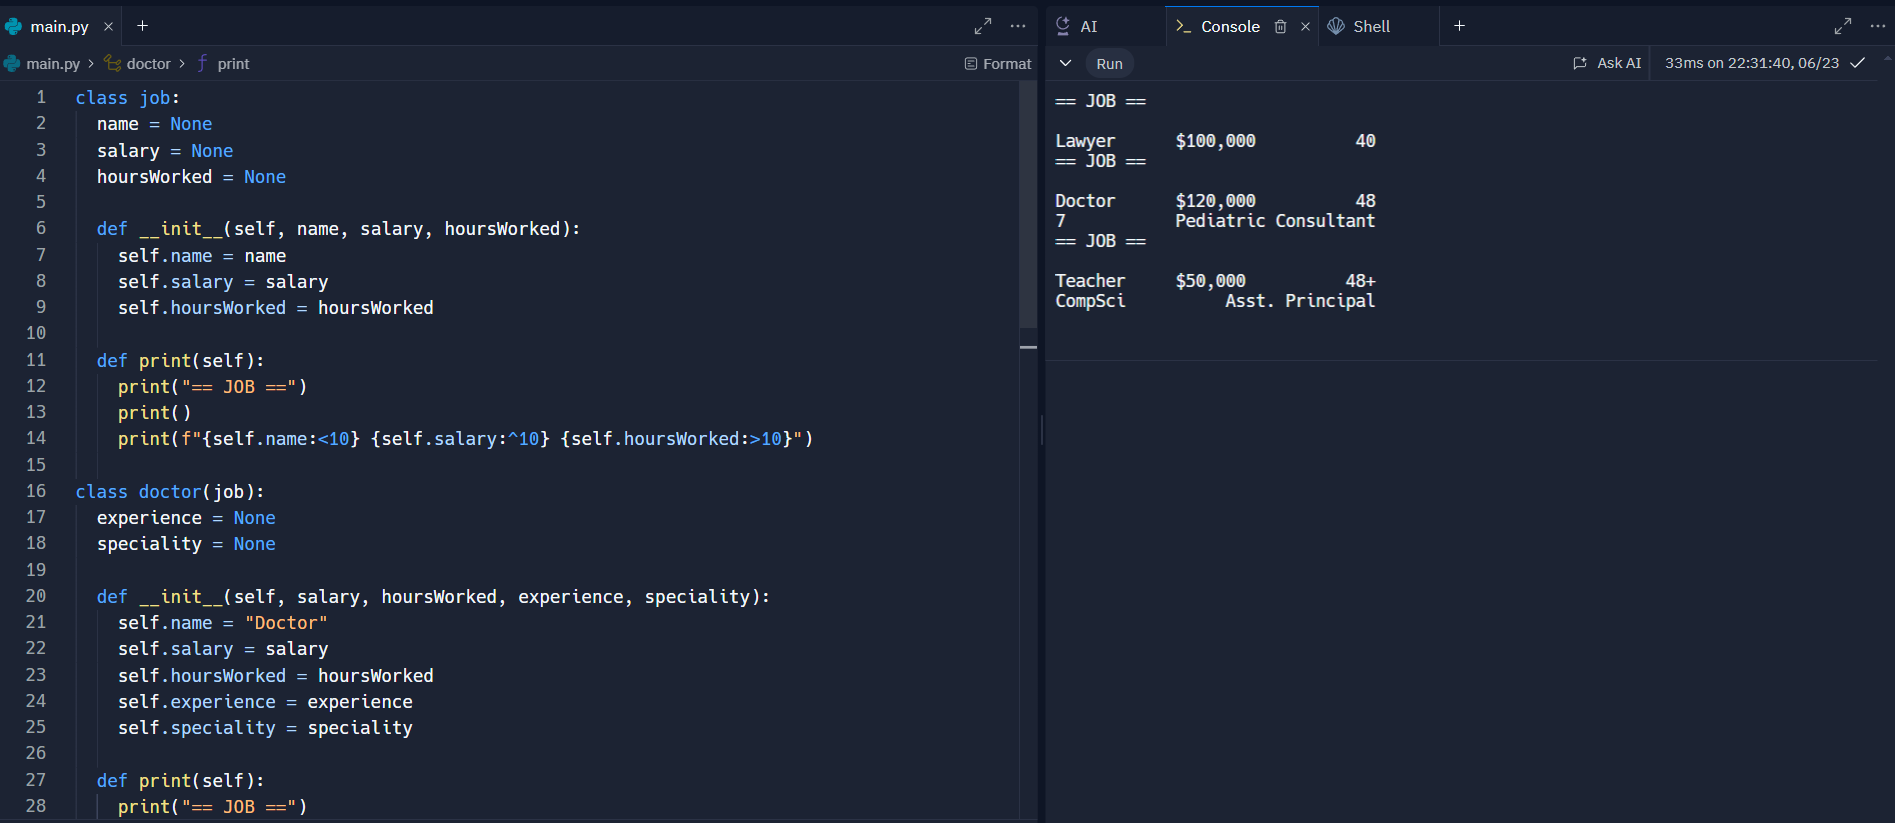 main.py
main.py > doctor > print
Format
1 class job:
2   name = None
3   salary = None
4   hoursWorked = None
5
6   def __init__(self, name, salary, hoursWorked):
7     self.name = name
8     self.salary = salary
9     self.hoursWorked = hoursWorked
10
11   def print(self):
12     print("== JOB ==")
13     print()
14     print(f"{self.name:<10} {self.salary:^10} {self.hoursWorked:>10}")
15
16 class doctor(job):
17   experience = None
18   speciality = None
19
20   def __init__(self, salary, hoursWorked, experience, speciality):
21     self.name = "Doctor"
22     self.salary = salary
23     self.hoursWorked = hoursWorked
24     self.experience = experience
25     self.speciality = speciality
26
27   def print(self):
28     print("== JOB ==")
AI
Console
Shell
Run
Ask AI
33ms on 22:31:40, 06/23
== JOB ==
Lawyer      $100,000          40
== JOB ==
Doctor      $120,000          48
7           Pediatric Consultant
== JOB ==
Teacher     $50,000          48+
CompSci          Asst. Principal